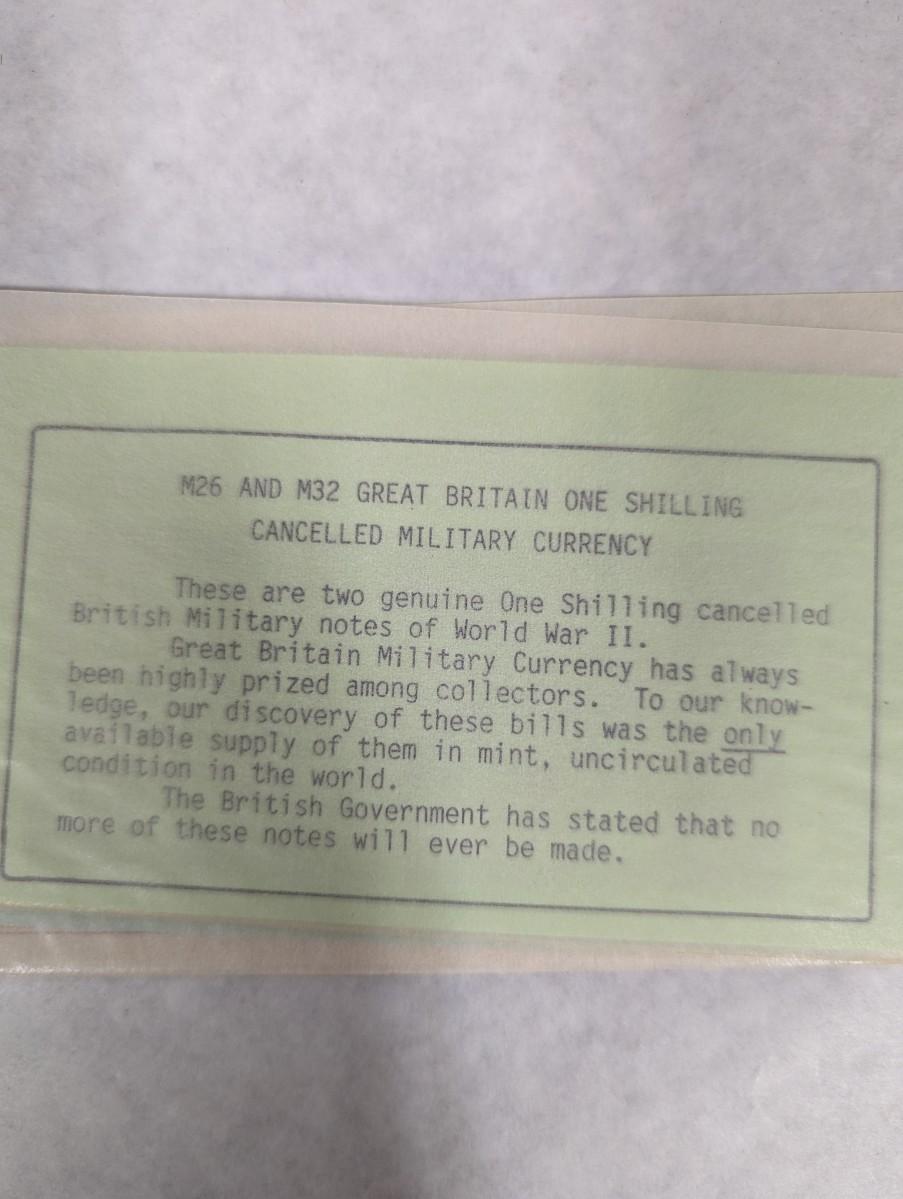 M26 AND M32 GREAT BRITAIN ONE SHILLING
CANCELLED MILITARY CURRENCY
These are two genuine One Shilling cancelled
British Military notes of World War II.
Great Britain Military Currency has always
been highly prized among collectors. To our know-
ledge, our discovery of these bills was the only
available supply of them in mint, uncirculated
condition in the world.
The British Government has stated that no
more of these notes will ever be made.